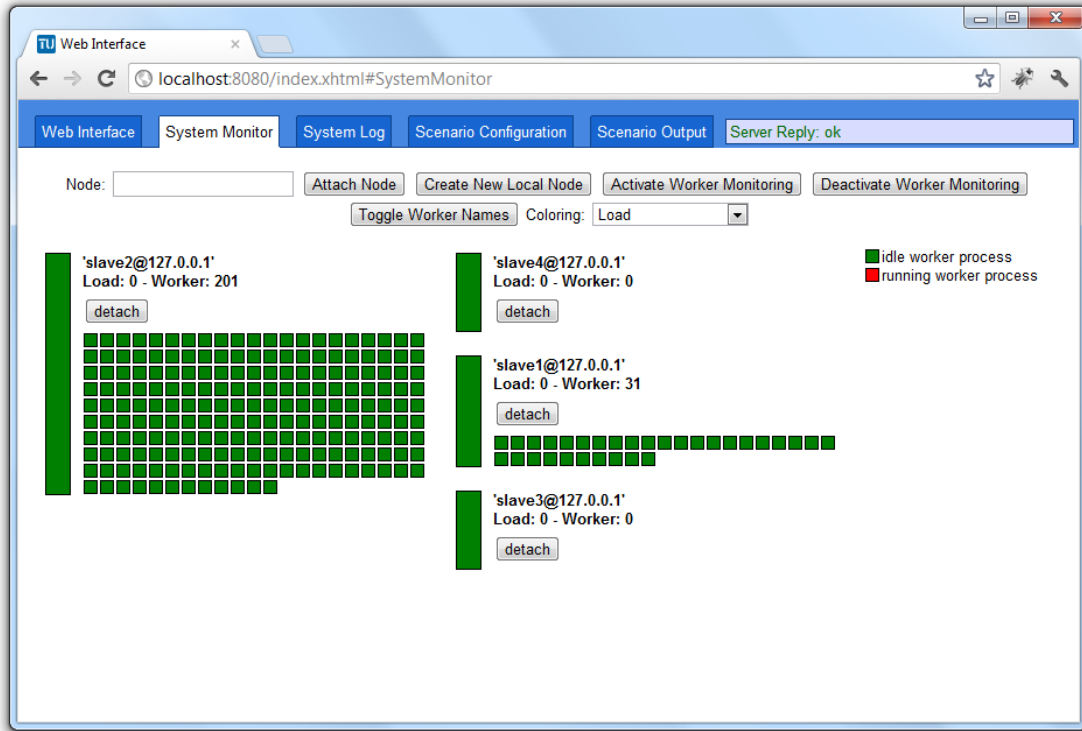 TU Web Interface
localhost:8080/index.xhtml#SystemMonitor
Web Interface System Monitor System Log Scenario Configuration Scenario Output Server Reply: ok
Node: Attach Node Create New Local Node Activate Worker Monitoring Deactivate Worker Monitoring
Toggle Worker Names Coloring: Load
'slave2@127.0.0.1'
Load: 0 - Worker: 201
detach
'slave4@127.0.0.1'
Load: 0 - Worker: 0
detach
'slave1@127.0.0.1'
Load: 0 - Worker: 31
detach
'slave3@127.0.0.1'
Load: 0 - Worker: 0
detach
idle worker process
running worker process